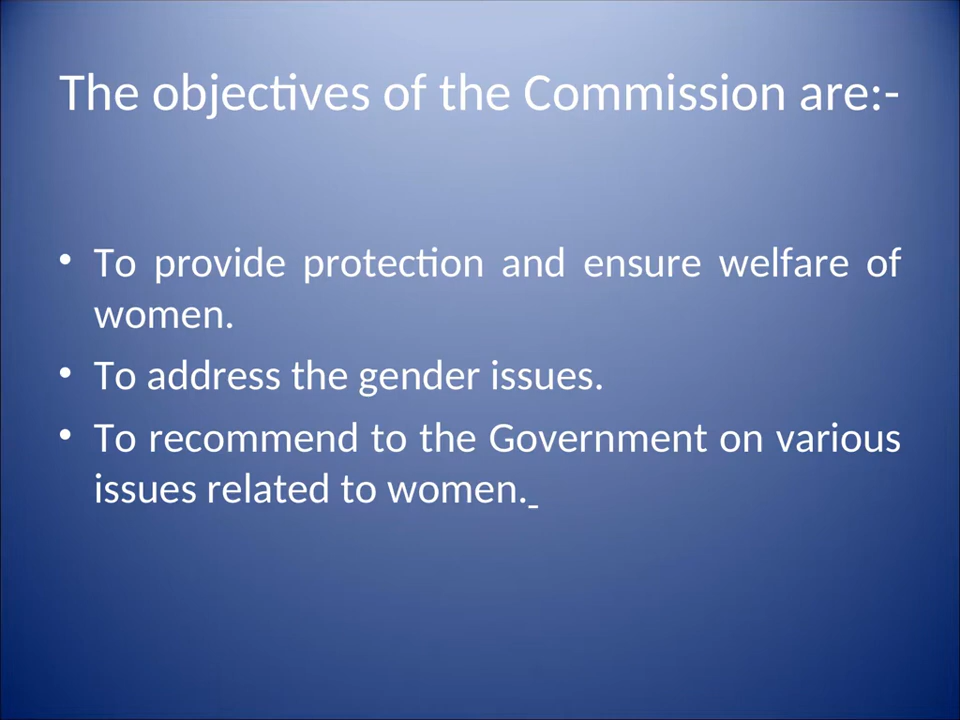 The objectives of the Commission are:-
• To provide protection and ensure welfare of
women.
• To address the gender issues.
• To recommend to the Government on various
issues related to women.